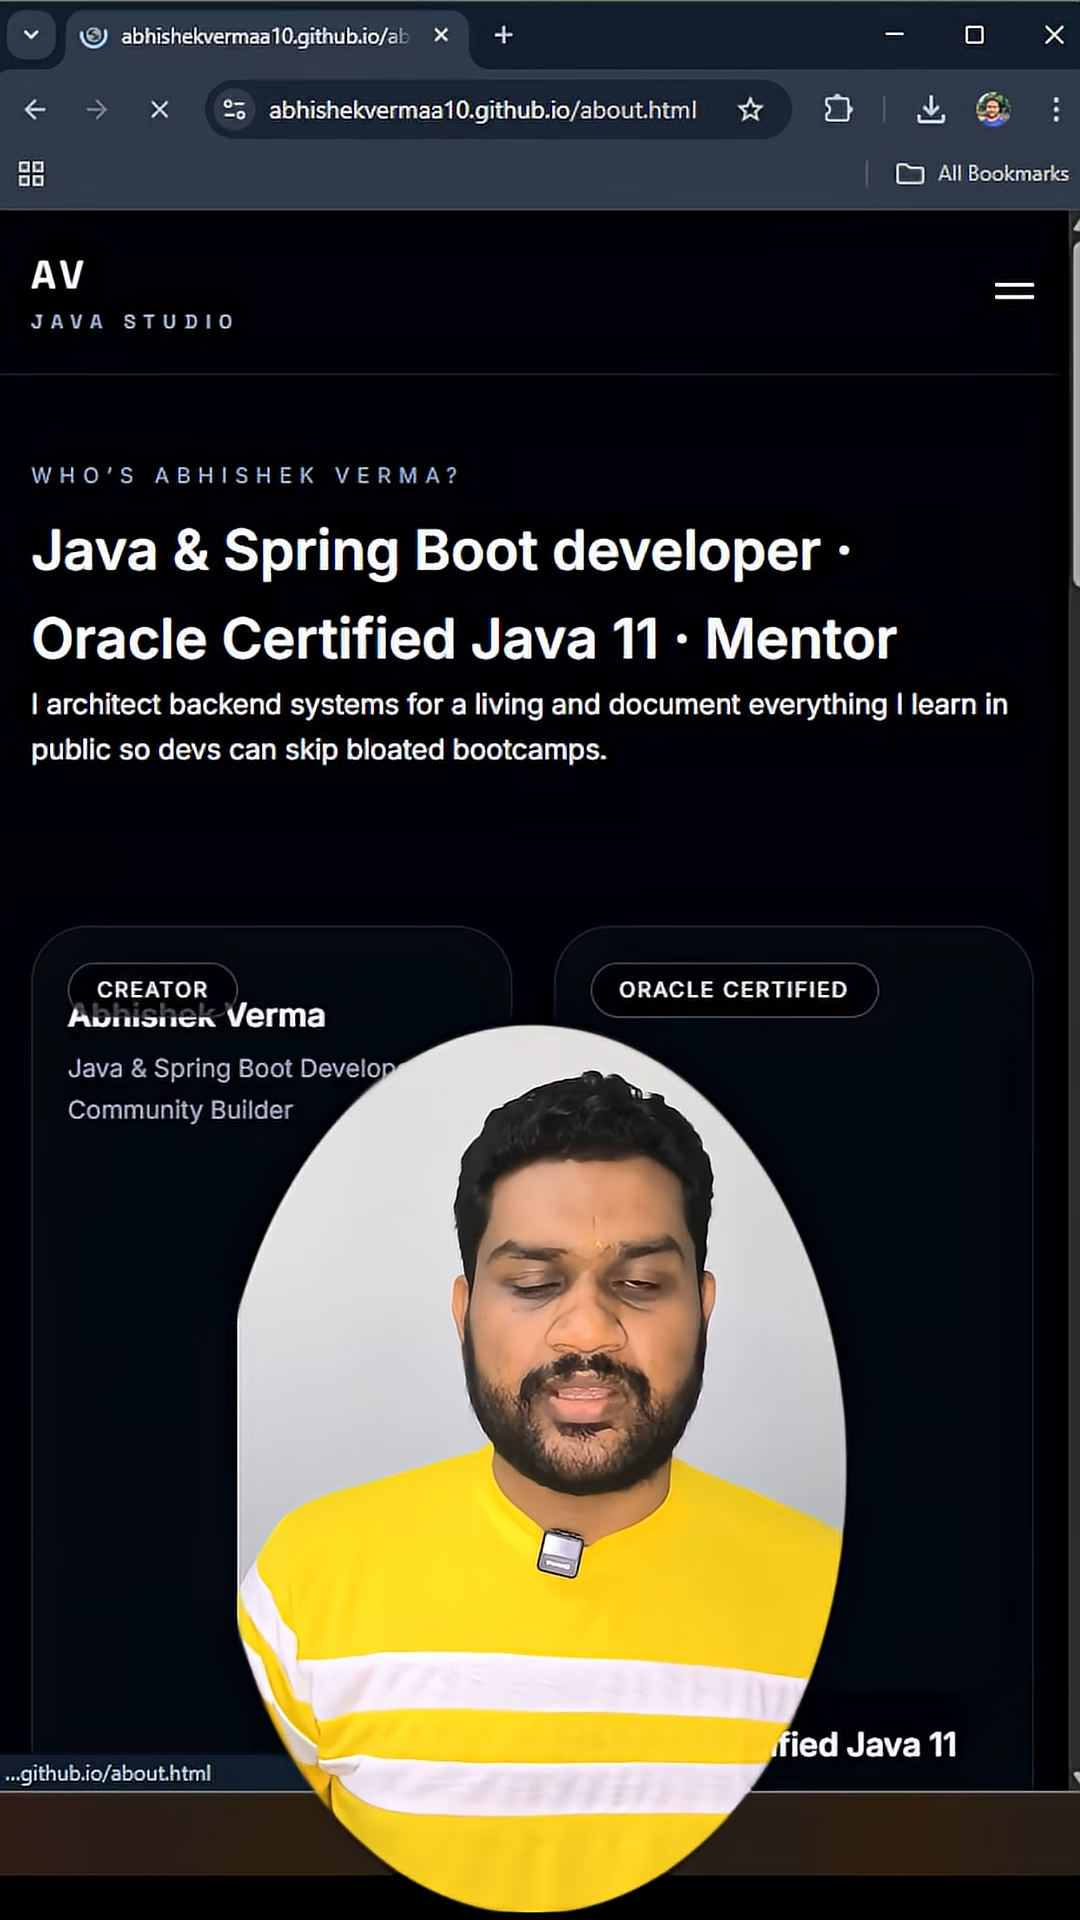 abhishekvermaa10.github.io/ab
abhishekvermaa10.github.io/about.html
All Bookmarks
AV
JAVA STUDIO
WHO'S ABHISHEK VERMA?
Java & Spring Boot developer ·
Oracle Certified Java 11 · Mentor
I architect backend systems for a living and document everything I learn in
public so devs can skip bloated bootcamps.
CREATOR
Abhishek Verma
Java & Spring Boot Develop
Community Builder
ORACLE CERTIFIED
ified Java 11
...github.io/about.html